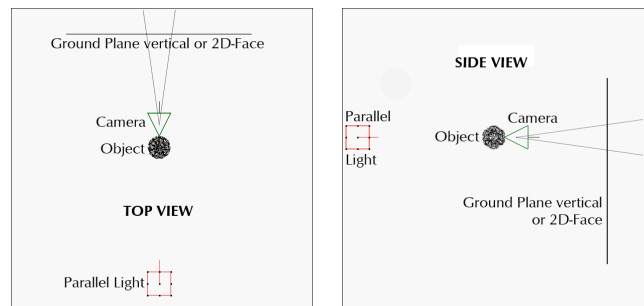 Ground Plane vertical or 2D-Face
Camera
Object
TOP VIEW
Parallel Light
SIDE VIEW
Parallel
Light
Camera
Object
Ground Plane vertical
or 2D-Face